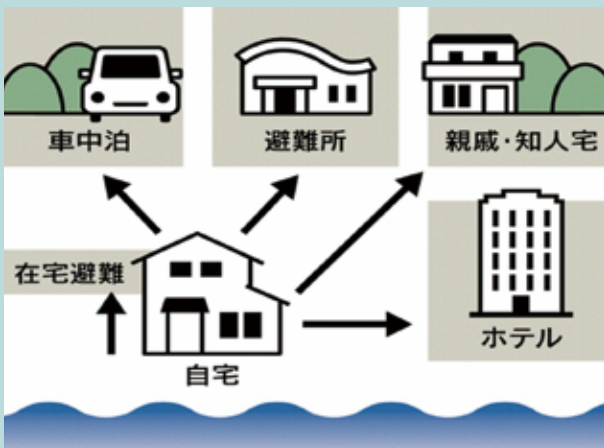 車中泊
避難所
親戚・知人宅
在宅避難
ホテル
自宅